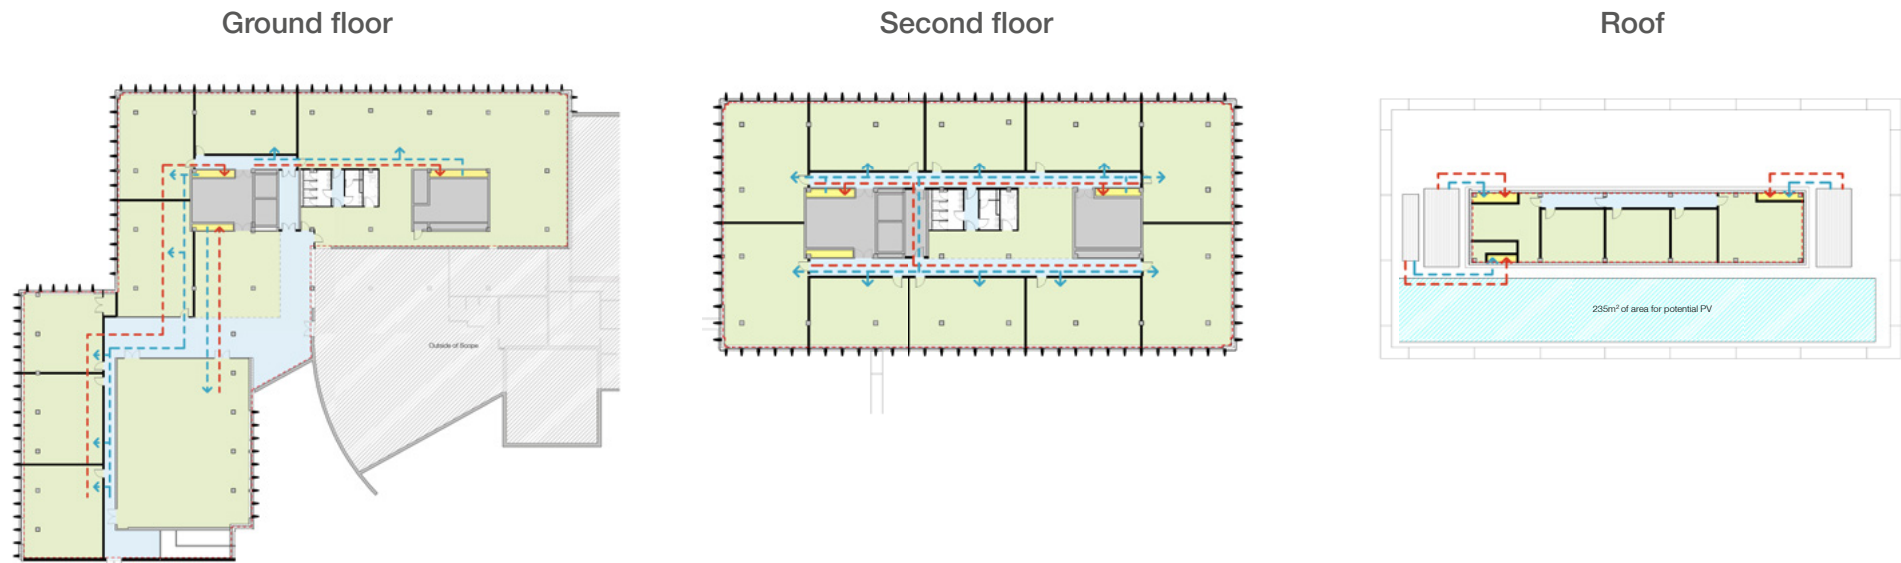 Ground floor
Second floor
Roof
Outside of Scope
235m² of area for potential PV